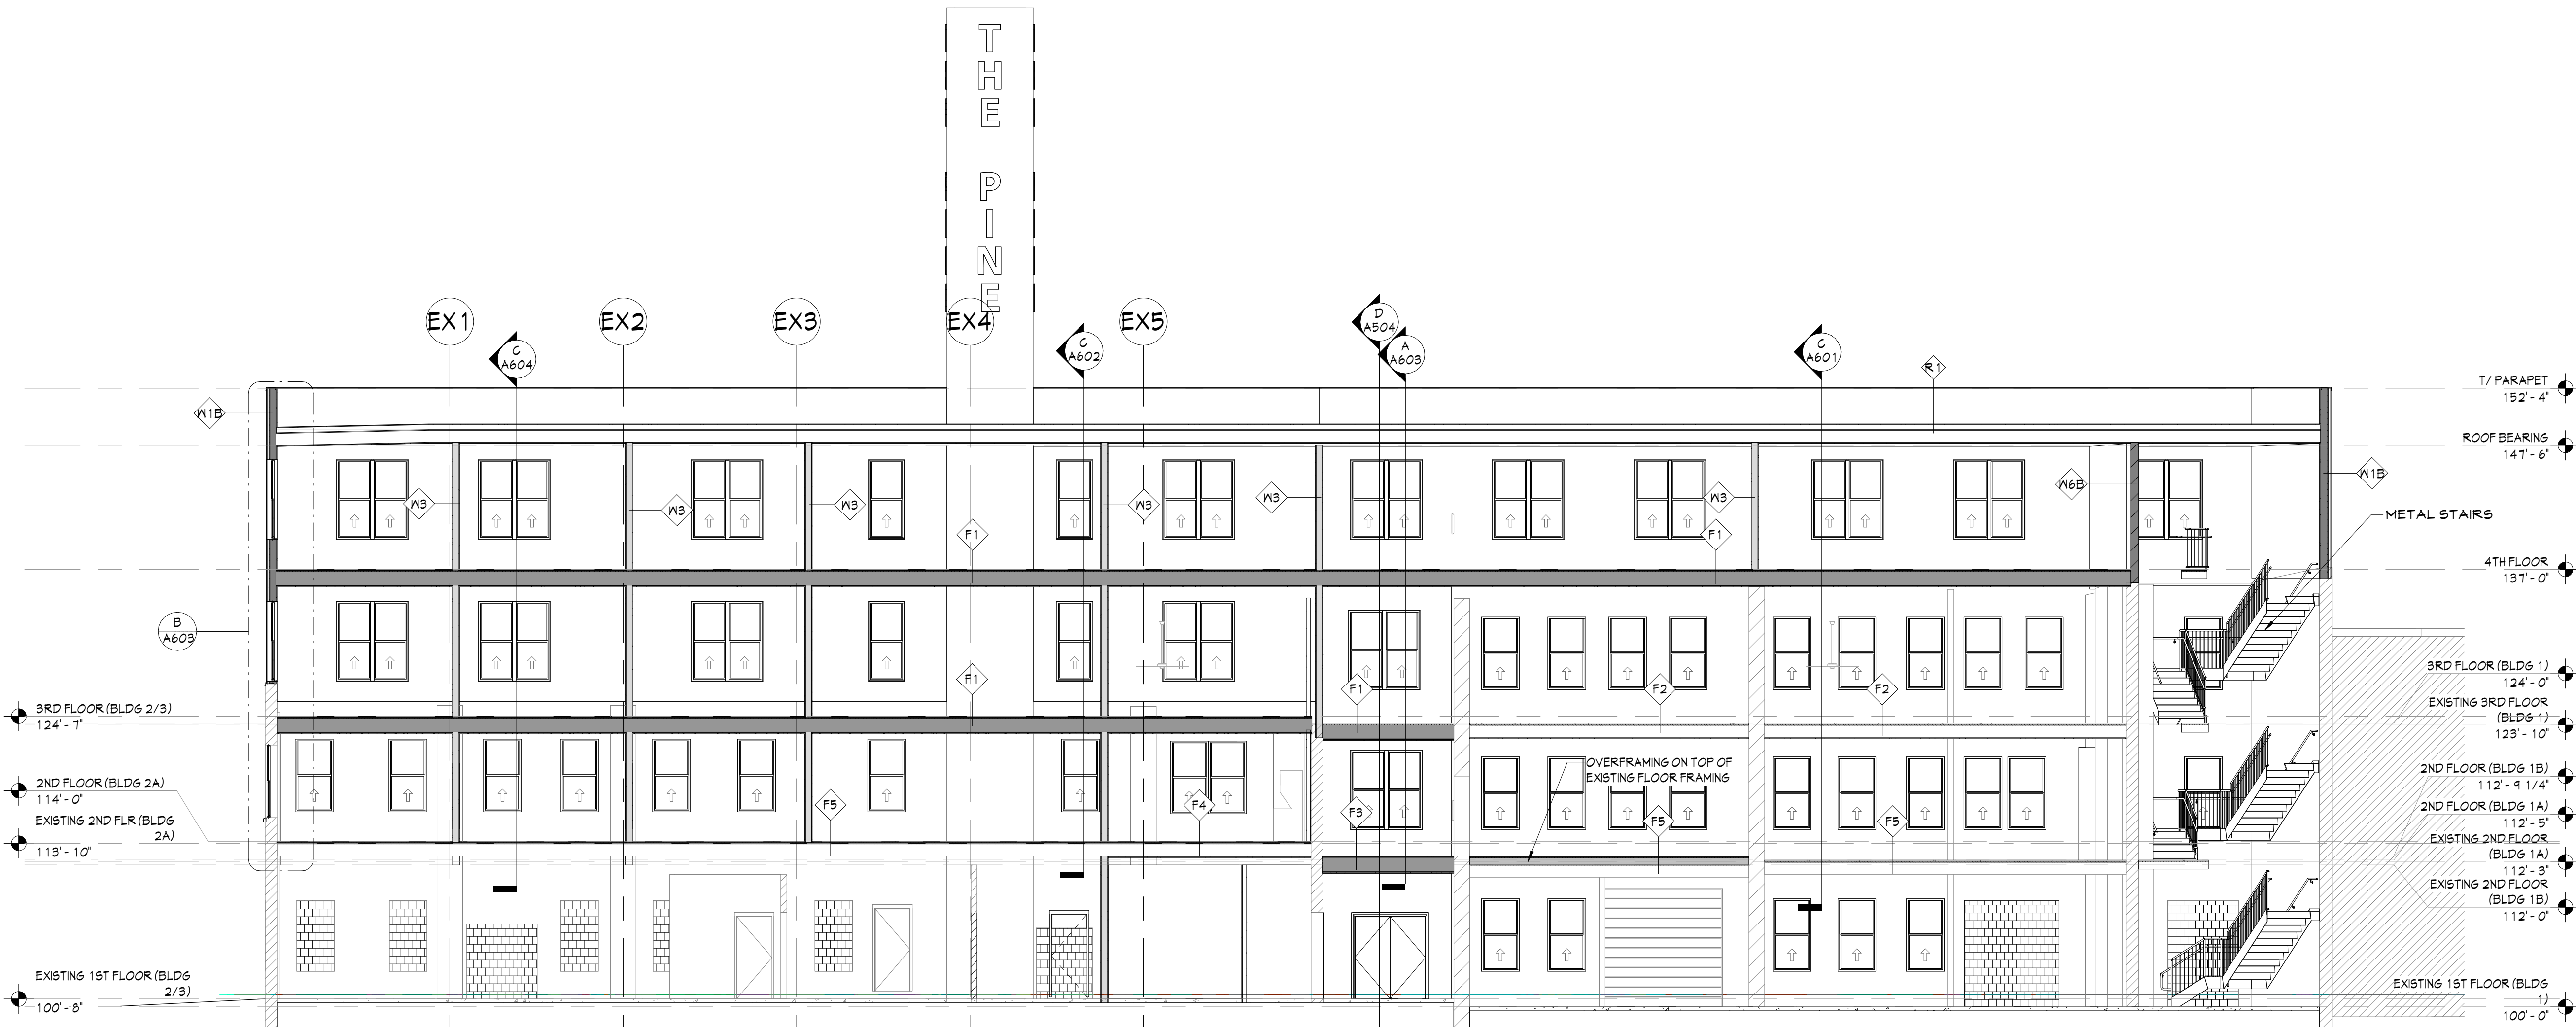 T
H
E
P
I
N
E
EX1
EX2
EX3
EX4
EX5
C
A604
C
A602
D
A504
A
A603
C
A601
R1
T/ PARAPET
152' - 4"
W1B
ROOF BEARING
147' - 6"
W1B
W3
W3
W3
W3
W3
W3
W6B
F1
F1
METAL STAIRS
4TH FLOOR
137' - 0"
B
A603
F1
F1
F2
F2
3RD FLOOR (BLDG 1)
124' - 0"
3RD FLOOR (BLDG 2/3)
124' - 7"
EXISTING 3RD FLOOR
(BLDG 1)
123' - 10"
OVERFRAMING ON TOP OF
EXISTING FLOOR FRAMING
2ND FLOOR (BLDG 1B)
112' - 9 1/4"
2ND FLOOR (BLDG 2A)
114' - 0"
F5
F4
F3
F5
F5
2ND FLOOR (BLDG 1A)
112' - 5"
EXISTING 2ND FLR (BLDG
2A)
113' - 10"
EXISTING 2ND FLOOR
(BLDG 1A)
112' - 3"
EXISTING 2ND FLOOR
(BLDG 1B)
112' - 0"
EXISTING 1ST FLOOR (BLDG
2/3)
100' - 8"
EXISTING 1ST FLOOR (BLDG
1)
100' - 0"